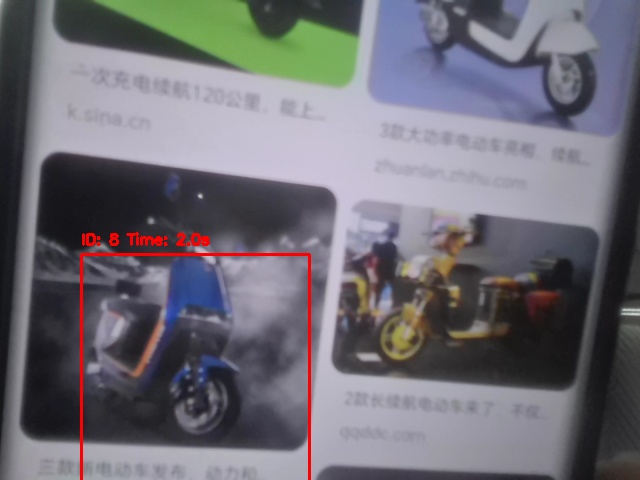 一次充电续航120公里，能上...
k.sina.cn
3款大功率电动车亮相，续航...
zhuanlan.zhihu.com
ID: 8 Time: 2.0s
2款长续航电动车来了，不仅...
qqddc.com
三款新电动车发布，动力和...